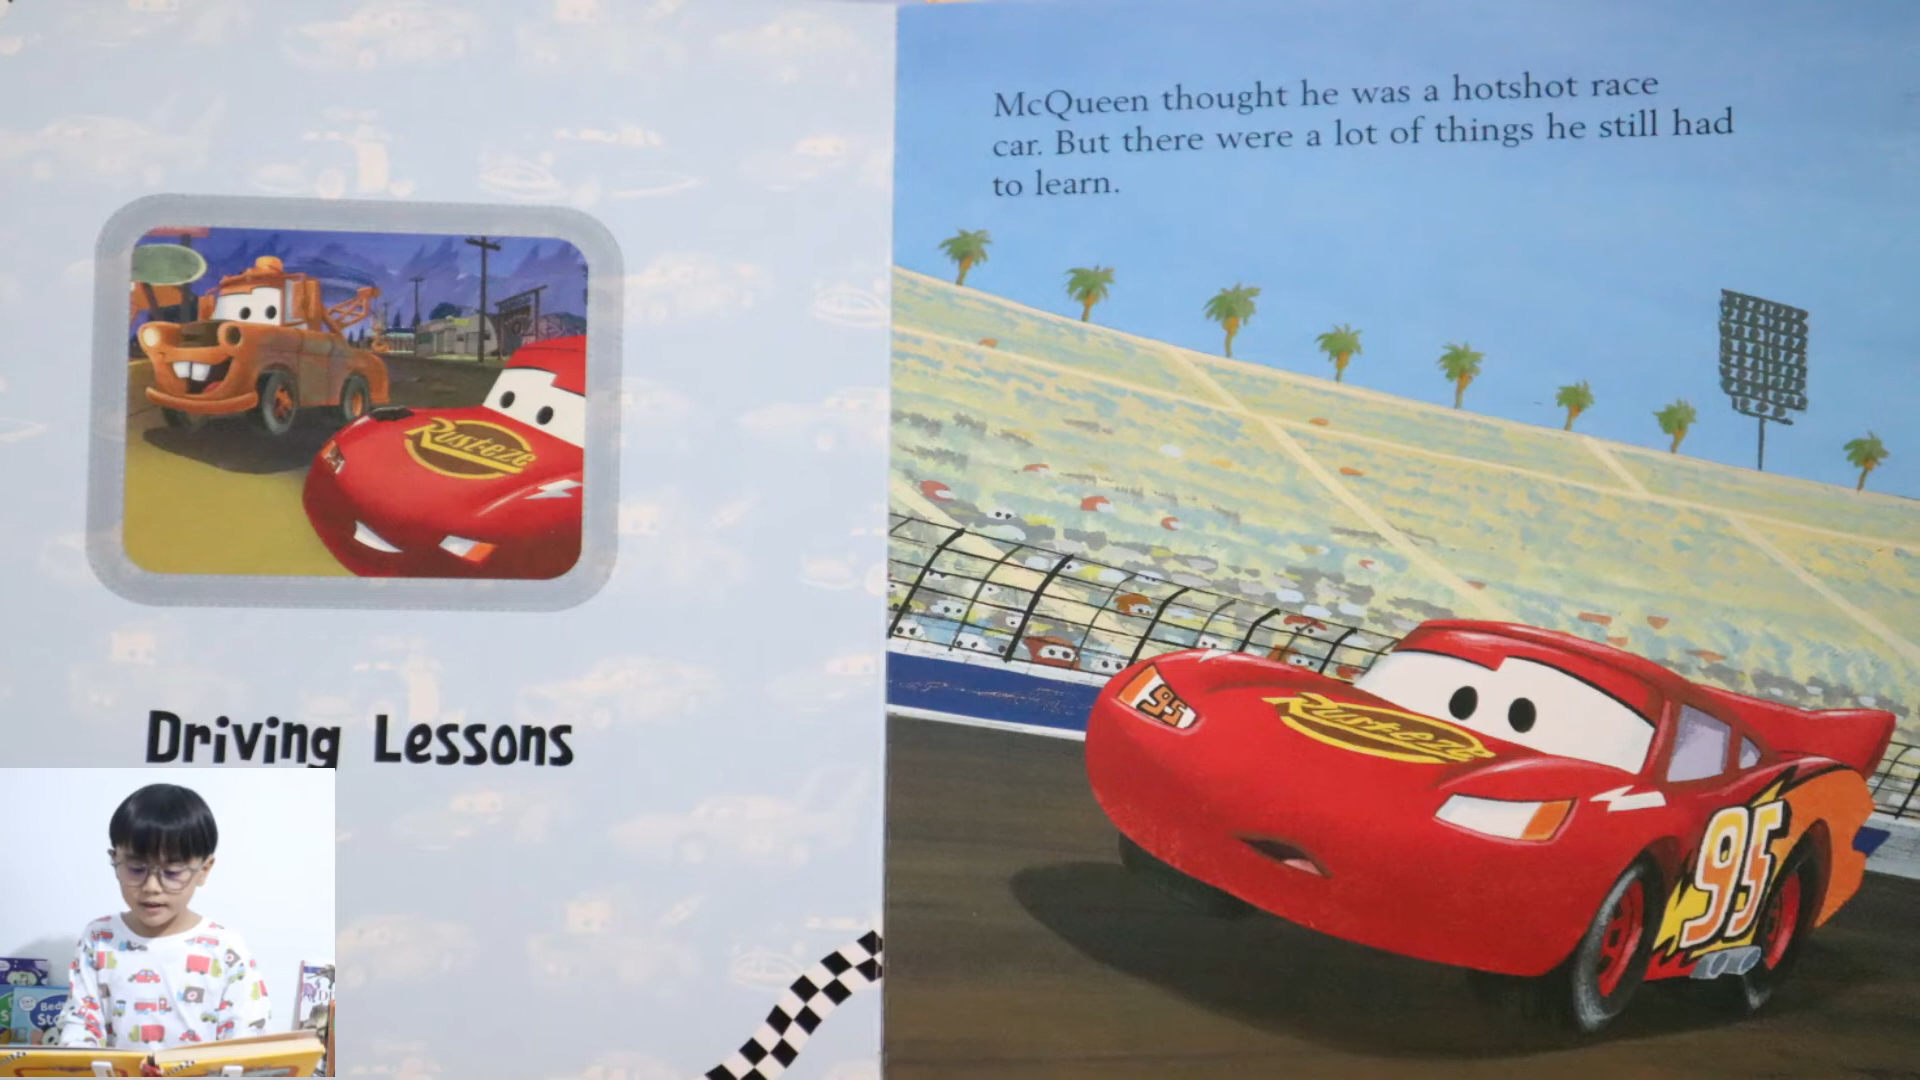 Rust-eze
Driving Lessons
McQueen thought he was a hotshot race
car. But there were a lot of things he still had
to learn.
95
Rust-eze
95